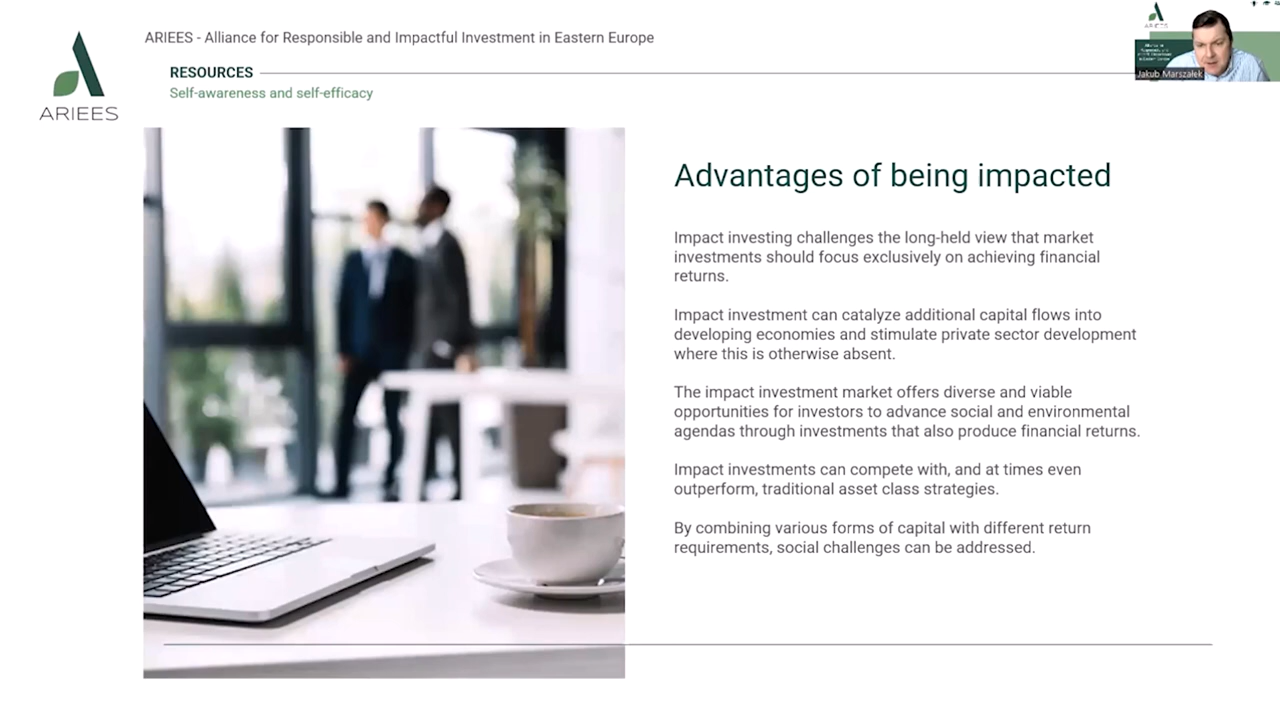 ARIEES - Alliance for Responsible and Impactful Investment in Eastern Europe
RESOURCES
Self-awareness and self-efficacy
ARIEES
ARIEES
Jakub Marszałek
Advantages of being impacted
Impact investing challenges the long-held view that market
investments should focus exclusively on achieving financial
returns.
Impact investment can catalyze additional capital flows into
developing economies and stimulate private sector development
where this is otherwise absent.
The impact investment market offers diverse and viable
opportunities for investors to advance social and environmental
agendas through investments that also produce financial returns.
Impact investments can compete with, and at times even
outperform, traditional asset class strategies.
By combining various forms of capital with different return
requirements, social challenges can be addressed.